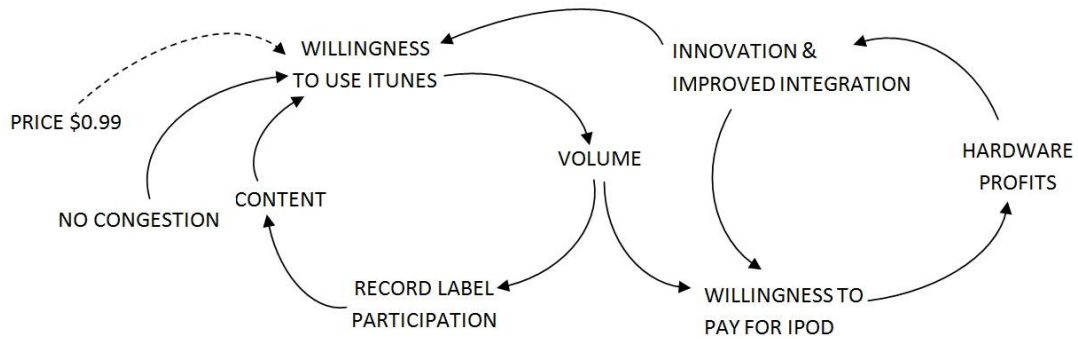 WILLINGNESS
TO USE ITUNES
INNOVATION &
IMPROVED INTEGRATION
PRICE $0.99
VOLUME
HARDWARE
PROFITS
CONTENT
NO CONGESTION
RECORD LABEL
PARTICIPATION
WILLINGNESS TO
PAY FOR IPOD